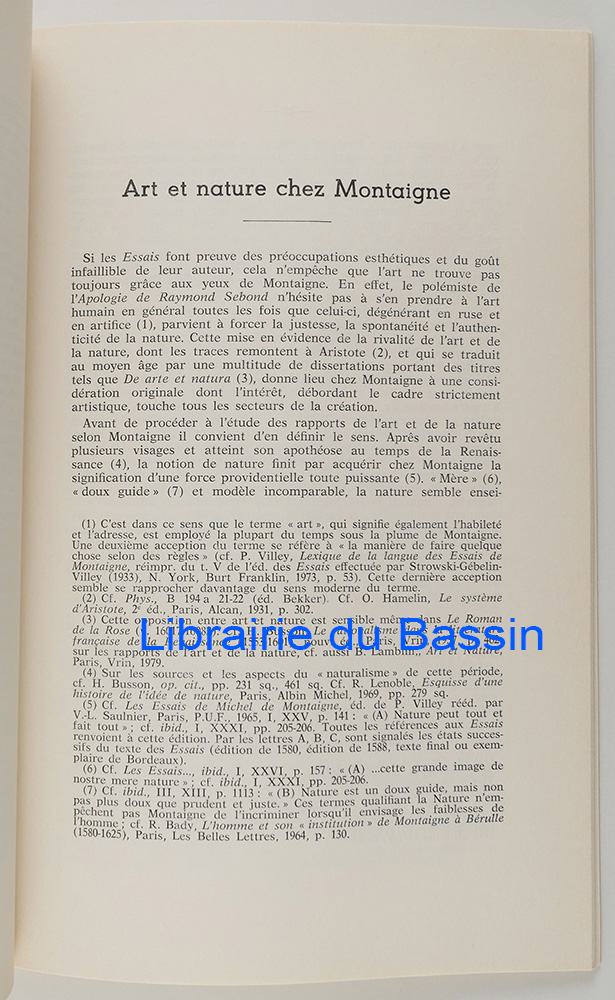 Art et nature chez Montaigne
Si les Essais font preuve des préoccupations esthétiques et du goût
infaillible de leur auteur, cela n'empêche que l'art ne trouve pas
toujours grâce aux yeux de Montaigne. En effet, le polémiste de
l'Apologie de Raymond Sebond n'hésite pas à s'en prendre à l'art
humain en général toutes les fois que celui-ci, dégénérant en ruse et
en artifice (1), parvient à forcer la justesse, la spontanéité et l'authen-
ticité de la nature. Cette mise en évidence de la rivalité de l'art et de
la nature, dont les traces remontent à Aristote (2), et qui se traduit
au moyen âge par une multitude de dissertations portant des titres
tels que De arte et natura (3), donne lieu chez Montaigne à une consi-
dération originale dont l'intérêt, débordant le cadre strictement
artistique, touche tous les secteurs de la création.
Avant de procéder à l'étude des rapports de l'art et de la nature
selon Montaigne il convient d'en définir le sens. Après avoir revêtu
plusieurs visages et atteint son apothéose au temps de la Renais-
sance (4), la notion de nature finit par acquérir chez Montaigne la
signification d'une force providentielle toute puissante (5). « Mère » (6),
« doux guide » (7) et modèle incomparable, la nature semble ensei-
(1) C'est dans ce sens que le terme « art », qui signifie également l'habileté
et l'adresse, est employé la plupart du temps sous la plume de Montaigne.
Une deuxième acception du terme se réfère à « la manière de faire quelque
chose selon des règles » (cf. P. Villey, Lexique de la langue des Essais de
Montaigne, réimpr. du t. V de l'éd. des Essais effectuée par Strowski-Gébelin-
Villey (1933), N. York, Burt Franklin, 1973, p. 53). Cette dernière acception
semble se rapprocher davantage du sens moderne du terme.
(2) Cf. Phys., B 194 a 21-22 (éd. Bekker). Cf. O. Hamelin, Le système
d'Aristote, 2e éd., Paris, Alcan, 1931, p. 302.
(3) Cette opposition entre art et nature est sensible même dans Le Roman
de la Rose
française de la Renaissance nouv. éd., Paris, Vrin,
sur les rapports de l'art et de la nature, cf. aussi B. Lamblin, Art et Nature,
Paris, Vrin, 1979.
Librairie du Bassin
(4) Sur les sources et les aspects du « naturalisme » de cette période,
cf. H. Busson, op. cit., pp. 231 sq., 461 sq. Cf. R. Lenoble, Esquisse d'une
histoire de l'idée de nature, Paris, Albin Michel, 1969, pp. 279 sq.
(5) Cf. Les Essais de Michel de Montaigne, éd. de P. Villey rééd. par
V.-L. Saulnier, Paris, P.U.F., 1965, I, XXV, p. 141 : « (A) Nature peut tout et
fait tout » ; cf. ibid., I, XXXI, pp. 205-206. Toutes les références aux Essais
renvoient à cette édition. Par les lettres A, B, C, sont signalés les états succes-
sifs du texte des Essais (édition de 1580, édition de 1588, texte final ou exem-
plaire de Bordeaux).
(6) Cf. Les Essais..., ibid., I, XXVI, p. 157 : « (A) ...cette grande image de
nostre mere nature » ; cf. ibid., I, XXXI, pp. 205-206.
(7) Cf. ibid., III, XIII, p. 1113 : « (B) Nature est un doux guide, mais non
pas plus doux que prudent et juste. » Ces termes qualifiant la Nature n'em-
pêchent pas Montaigne de l'incriminer lorsqu'il envisage les faiblesses de
l'homme ; cf. R. Bady, L'homme et son « institution » de Montaigne à Bérulle
(1580-1625), Paris, Les Belles Lettres, 1964, p. 130.